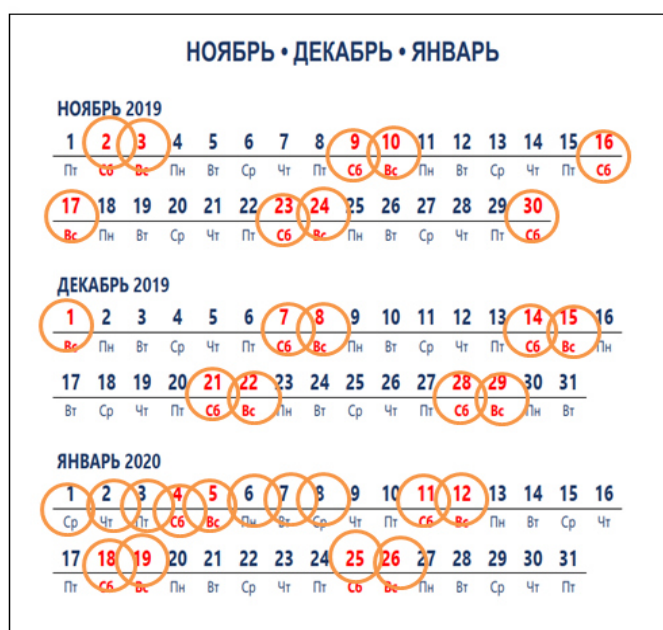 НОЯБРЬ • ДЕКАБРЬ • ЯНВАРЬ
НОЯБРЬ 2019
1 2 3 4 5 6 7 8 9 10 11 12 13 14 15 16
Пт Сб Вс Пн Вт Ср Чт Пт Сб Вс Пн Вт Ср Чт Пт Сб
17 18 19 20 21 22 23 24 25 26 27 28 29 30
Вс Пн Вт Ср Чт Пт Сб Вс Пн Вт Ср Чт Пт Сб
ДЕКАБРЬ 2019
1 2 3 4 5 6 7 8 9 10 11 12 13 14 15 16
Вс Пн Вт Ср Чт Пт Сб Вс Пн Вт Ср Чт Пт Сб Вс Пн
17 18 19 20 21 22 23 24 25 26 27 28 29 30 31
Вт Ср Чт Пт Сб Вс Пн Вт Ср Чт Пт Сб Вс Пн Вт
ЯНВАРЬ 2020
1 2 3 4 5 6 7 8 9 10 11 12 13 14 15 16
Ср Чт Пт Сб Вс Пн Вт Ср Чт Пт Сб Вс Пн Вт Ср Чт
17 18 19 20 21 22 23 24 25 26 27 28 29 30 31
Пт Сб Вс Пн Вт Ср Чт Пт Сб Вс Пн Вт Ср Чт Пт